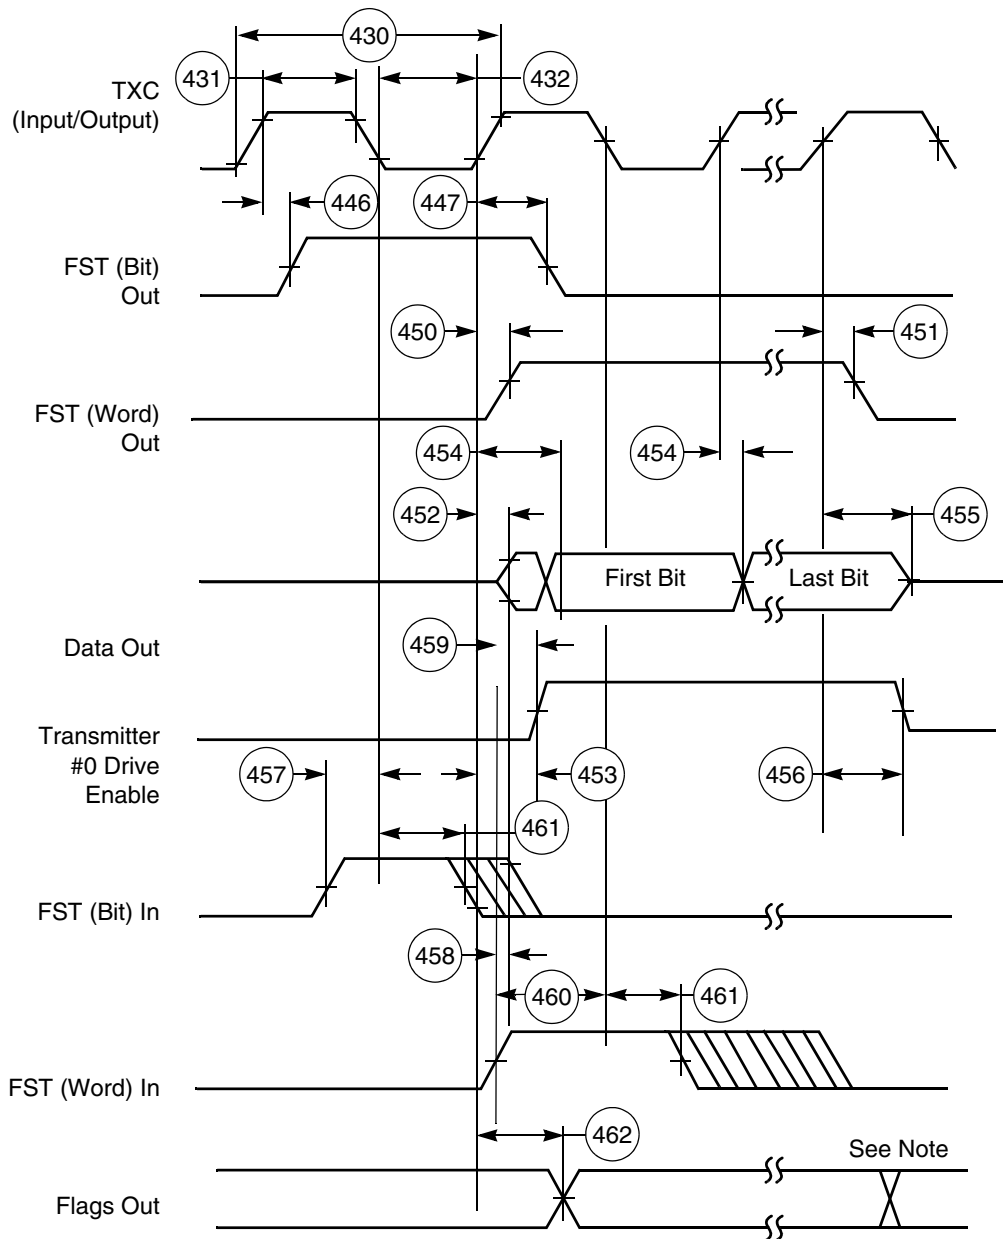 430
431
432
TXC
(Input/Output)
446
447
FST (Bit)
Out
450
451
FST (Word)
Out
454
454
452
455
First Bit
Last Bit
459
Data Out
Transmitter
#0 Drive
Enable
457
453
456
461
FST (Bit) In
458
460
461
FST (Word) In
462
See Note
Flags Out